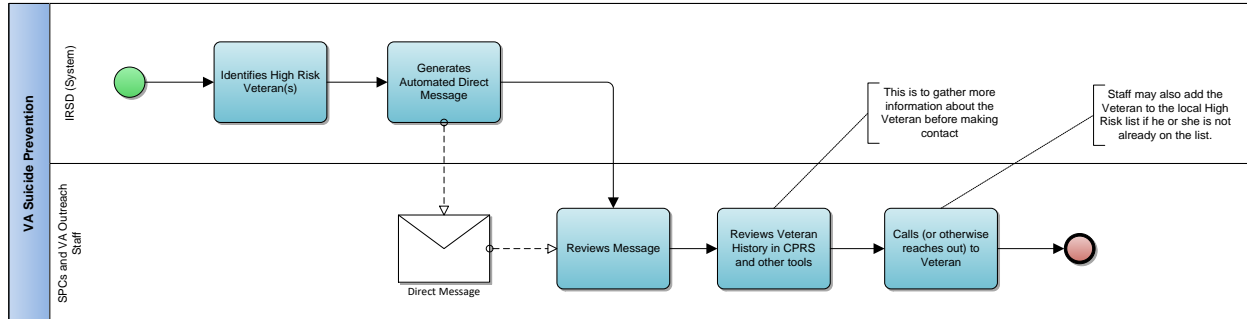 VA Suicide Prevention
IRSD (System)
Identifies High Risk
Veteran(s)
Generates
Automated Direct
Message
This is to gather more
information about the
Veteran before making
contact
Staff may also add the
Veteran to the local High
Risk list if he or she is not
already on the list.
SPCs and VA Outreach
Staff
Direct Message
Reviews Message
Reviews Veteran
History in CPRS
and other tools
Calls (or otherwise
reaches out) to
Veteran